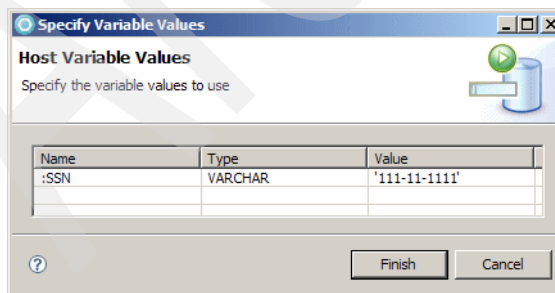 Specify Variable Values
Host Variable Values
Specify the variable values to use
Name Type Value
:SSN VARCHAR '111-11-1111'
? Finish Cancel